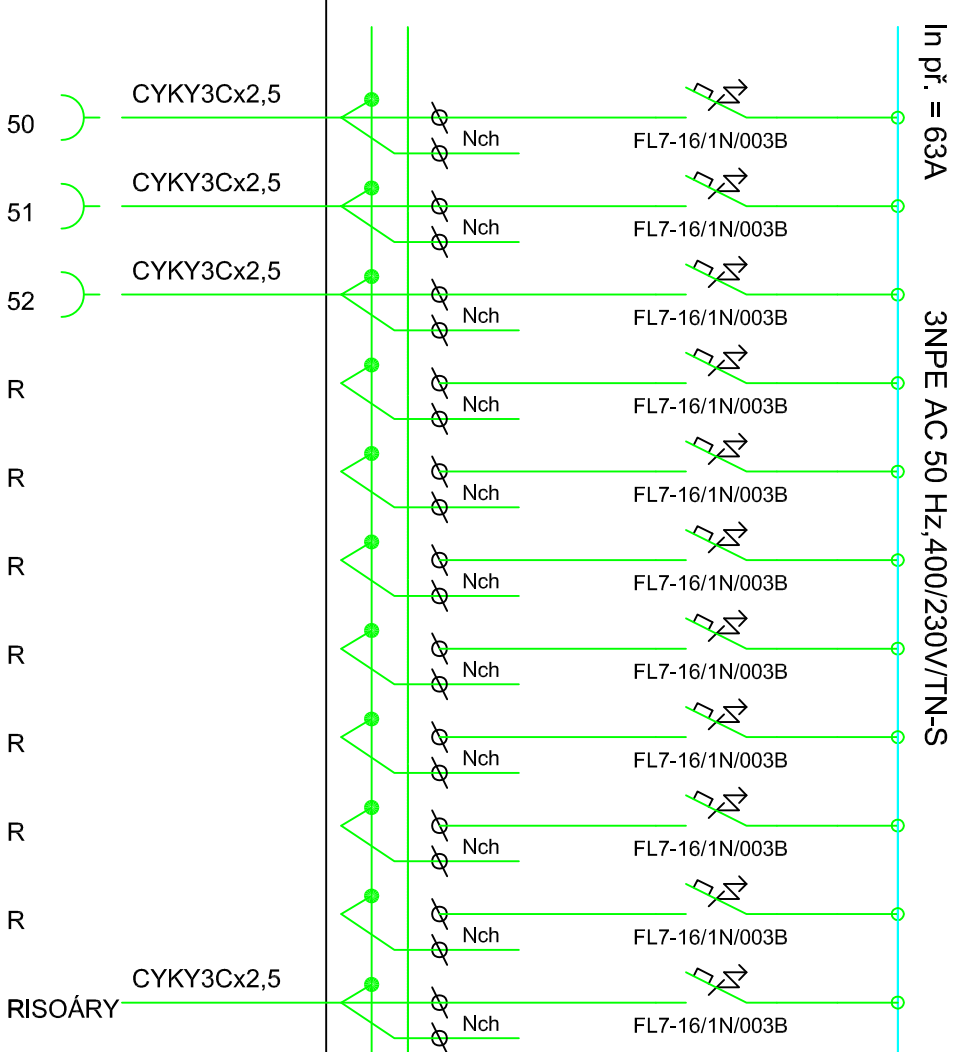 CYKY3Cx2,5
50
Nch
FL7-16/1N/003B
CYKY3Cx2,5
51
Nch
FL7-16/1N/003B
CYKY3Cx2,5
52
Nch
FL7-16/1N/003B
R
Nch
FL7-16/1N/003B
R
Nch
FL7-16/1N/003B
R
Nch
FL7-16/1N/003B
R
Nch
FL7-16/1N/003B
R
Nch
FL7-16/1N/003B
R
Nch
FL7-16/1N/003B
R
Nch
FL7-16/1N/003B
CYKY3Cx2,5
RISOÁRY
Nch
FL7-16/1N/003B
In př. = 63A
3NPE AC 50 Hz,400/230V/TN-S